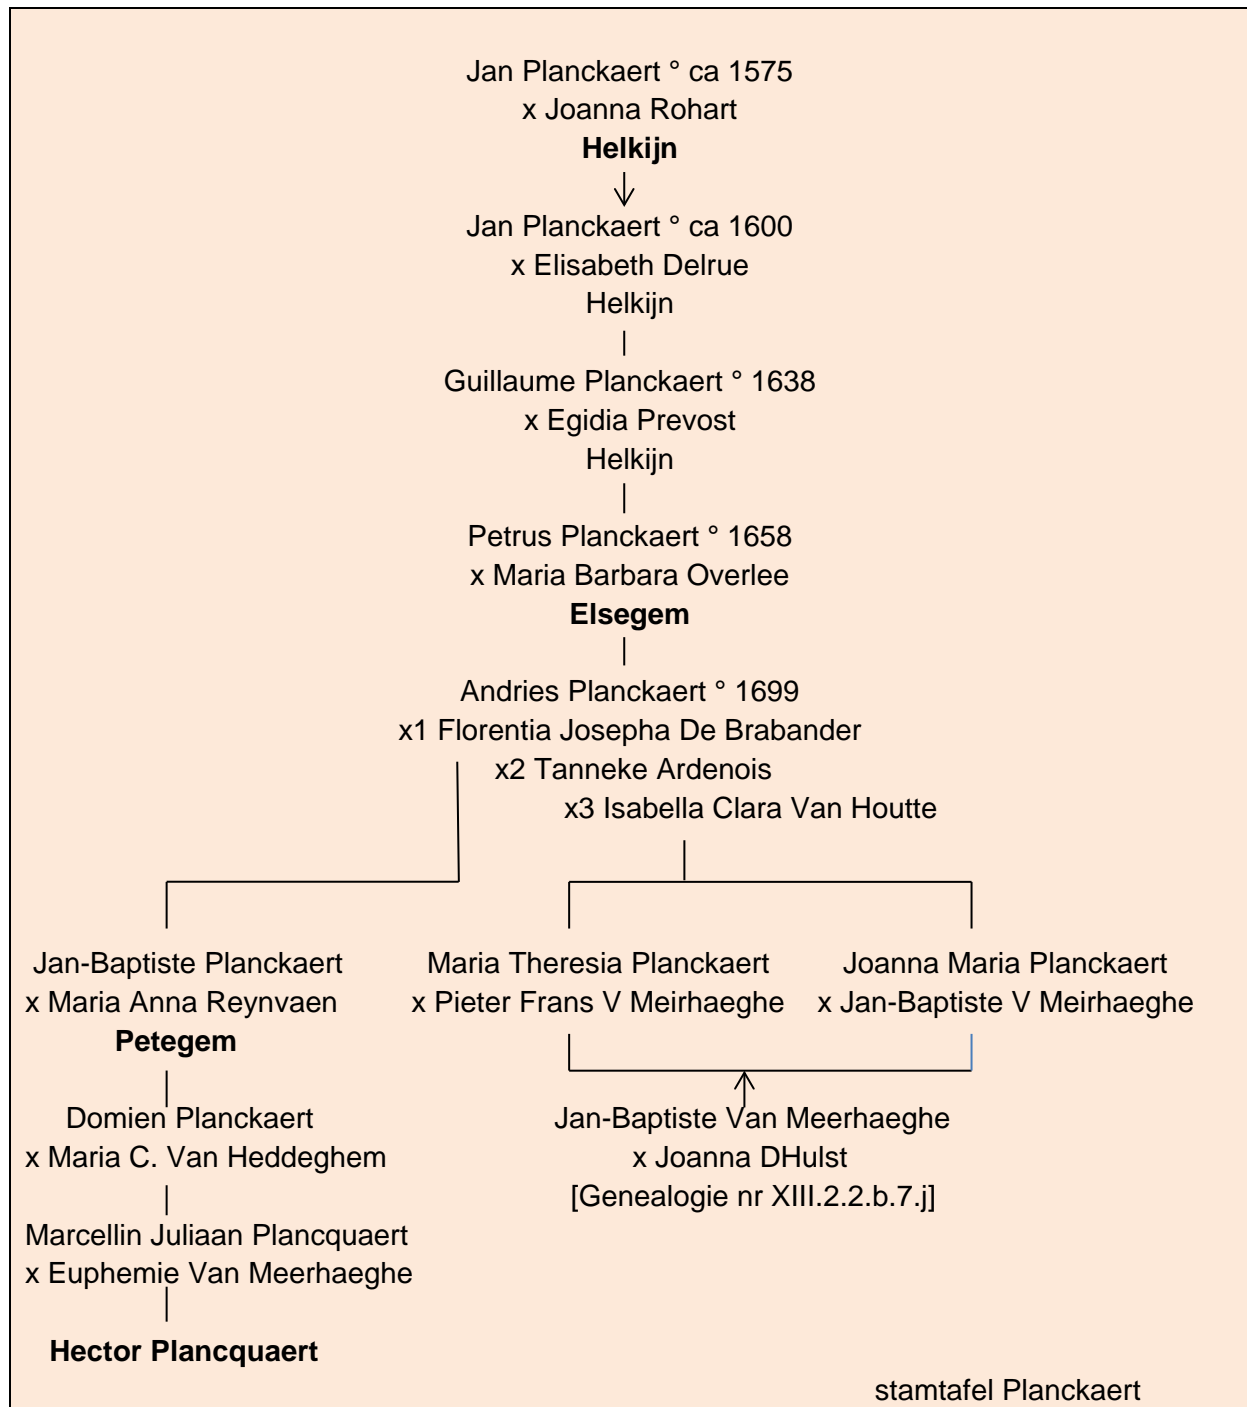 Jan Planckaert ° ca 1575
x Joanna Rohart
Helkijn
Jan Planckaert ° ca 1600
x Elisabeth Delrue
Helkijn
Guillaume Planckaert ° 1638
x Egidia Prevost
Helkijn
Petrus Planckaert ° 1658
x Maria Barbara Overlee
Elsegem
Andries Planckaert ° 1699
x1 Florentia Josepha De Brabander
x2 Tanneke Ardenois
x3 Isabella Clara Van Houtte
Jan-Baptiste Planckaert
x Maria Anna Reynvaen
Petegem
Maria Theresia Planckaert
x Pieter Frans V Meirhaeghe
Joanna Maria Planckaert
x Jan-Baptiste V Meirhaeghe
Domien Planckaert
x Maria C. Van Heddeghem
Jan-Baptiste Van Meerhaeghe
x Joanna DHulst
[Genealogie nr XIII.2.2.b.7.j]
Marcellin Juliaan Plancquaert
x Euphemie Van Meerhaeghe
Hector Plancquaert
stamtafel Planckaert